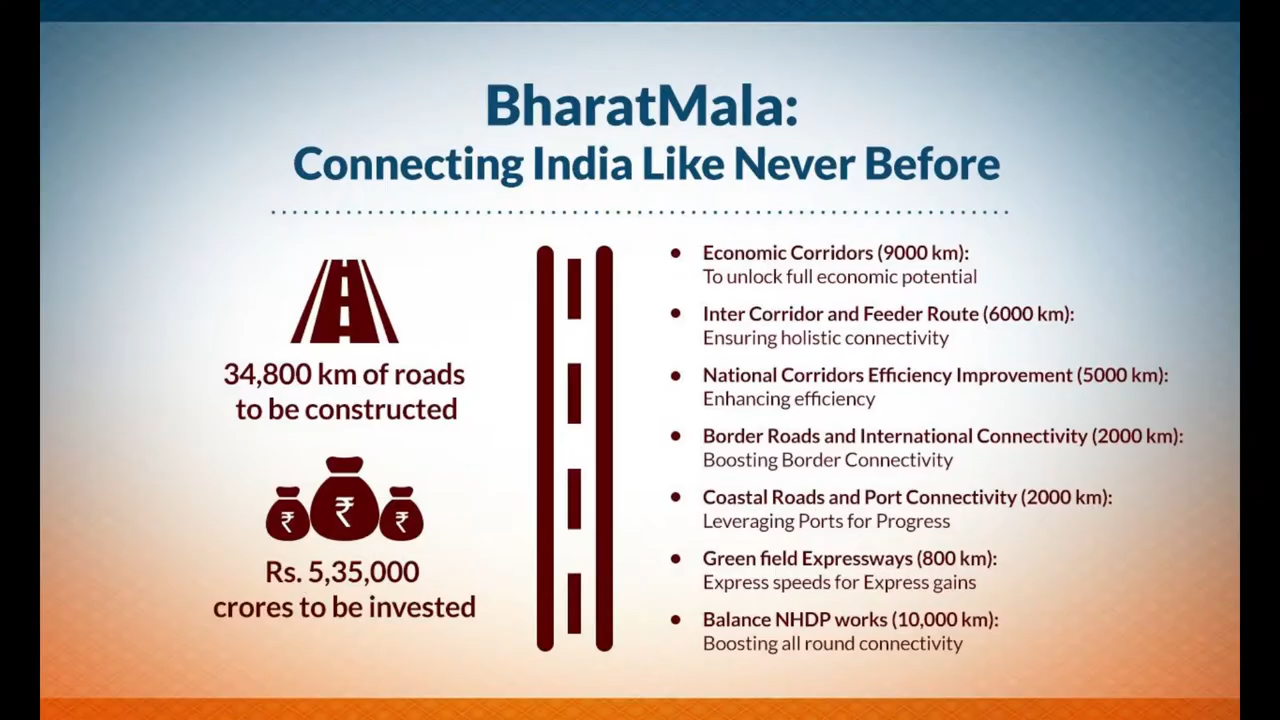 BharatMala:
Connecting India Like Never Before
34,800 km of roads
to be constructed
₹ ₹ ₹
Rs. 5,35,000
crores to be invested
• Economic Corridors (9000 km):
To unlock full economic potential
• Inter Corridor and Feeder Route (6000 km):
Ensuring holistic connectivity
• National Corridors Efficiency Improvement (5000 km):
Enhancing efficiency
• Border Roads and International Connectivity (2000 km):
Boosting Border Connectivity
• Coastal Roads and Port Connectivity (2000 km):
Leveraging Ports for Progress
• Green field Expressways (800 km):
Express speeds for Express gains
• Balance NHDP works (10,000 km):
Boosting all round connectivity